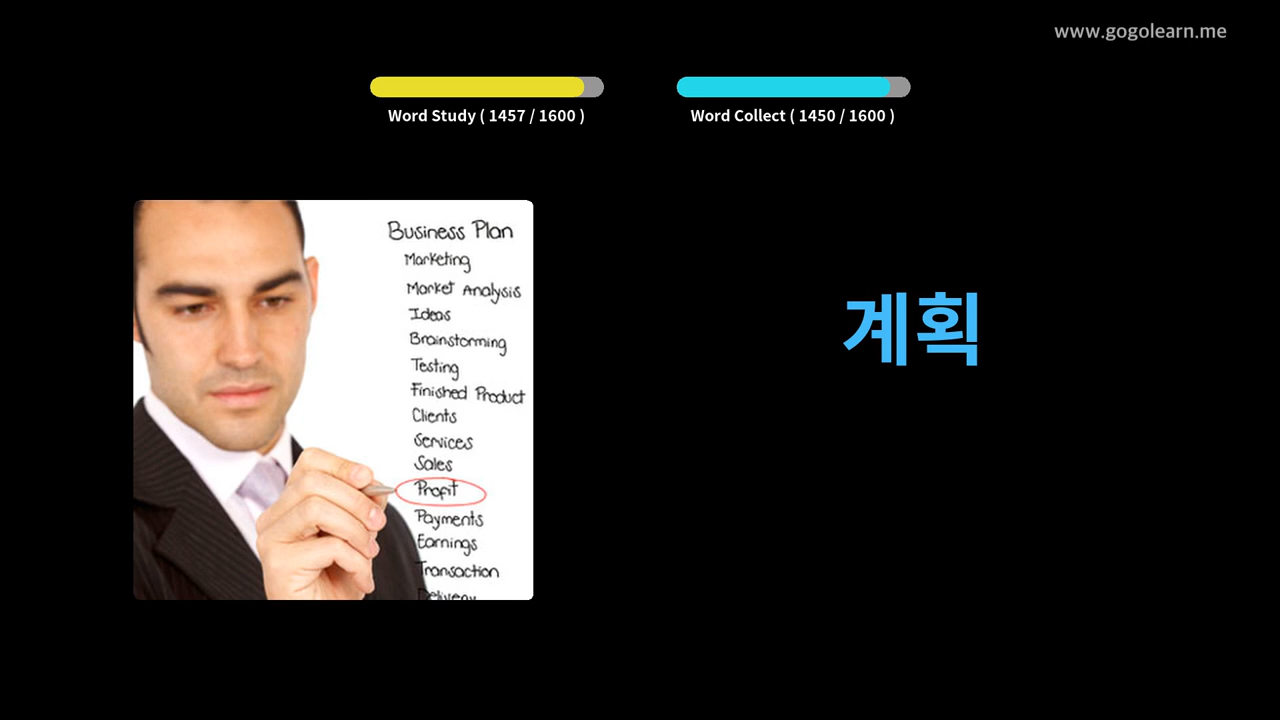 www.gogolearn.me
Word Study ( 1457 / 1600 )
Word Collect ( 1450 / 1600 )
Business Plan
Marketing
Market Analysis
Ideas
Brainstorming
Testing
Finished Product
Clients
Services
Sales
Profit
Payments
Earnings
Transaction
Delivery
계획